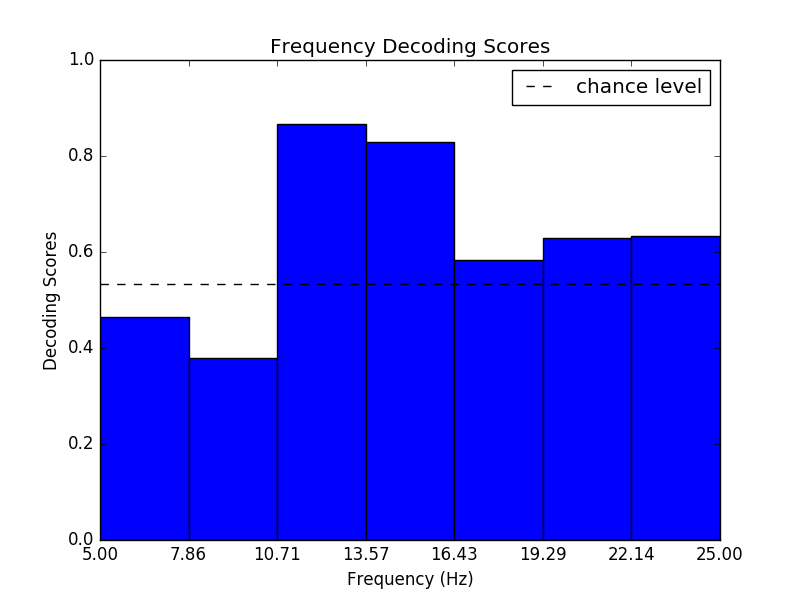 Frequency Decoding Scores
chance level
1.0
0.8
0.6
0.4
0.2
0.0
Decoding Scores
5.00 7.86 10.71 13.57 16.43 19.29 22.14 25.00
Frequency (Hz)